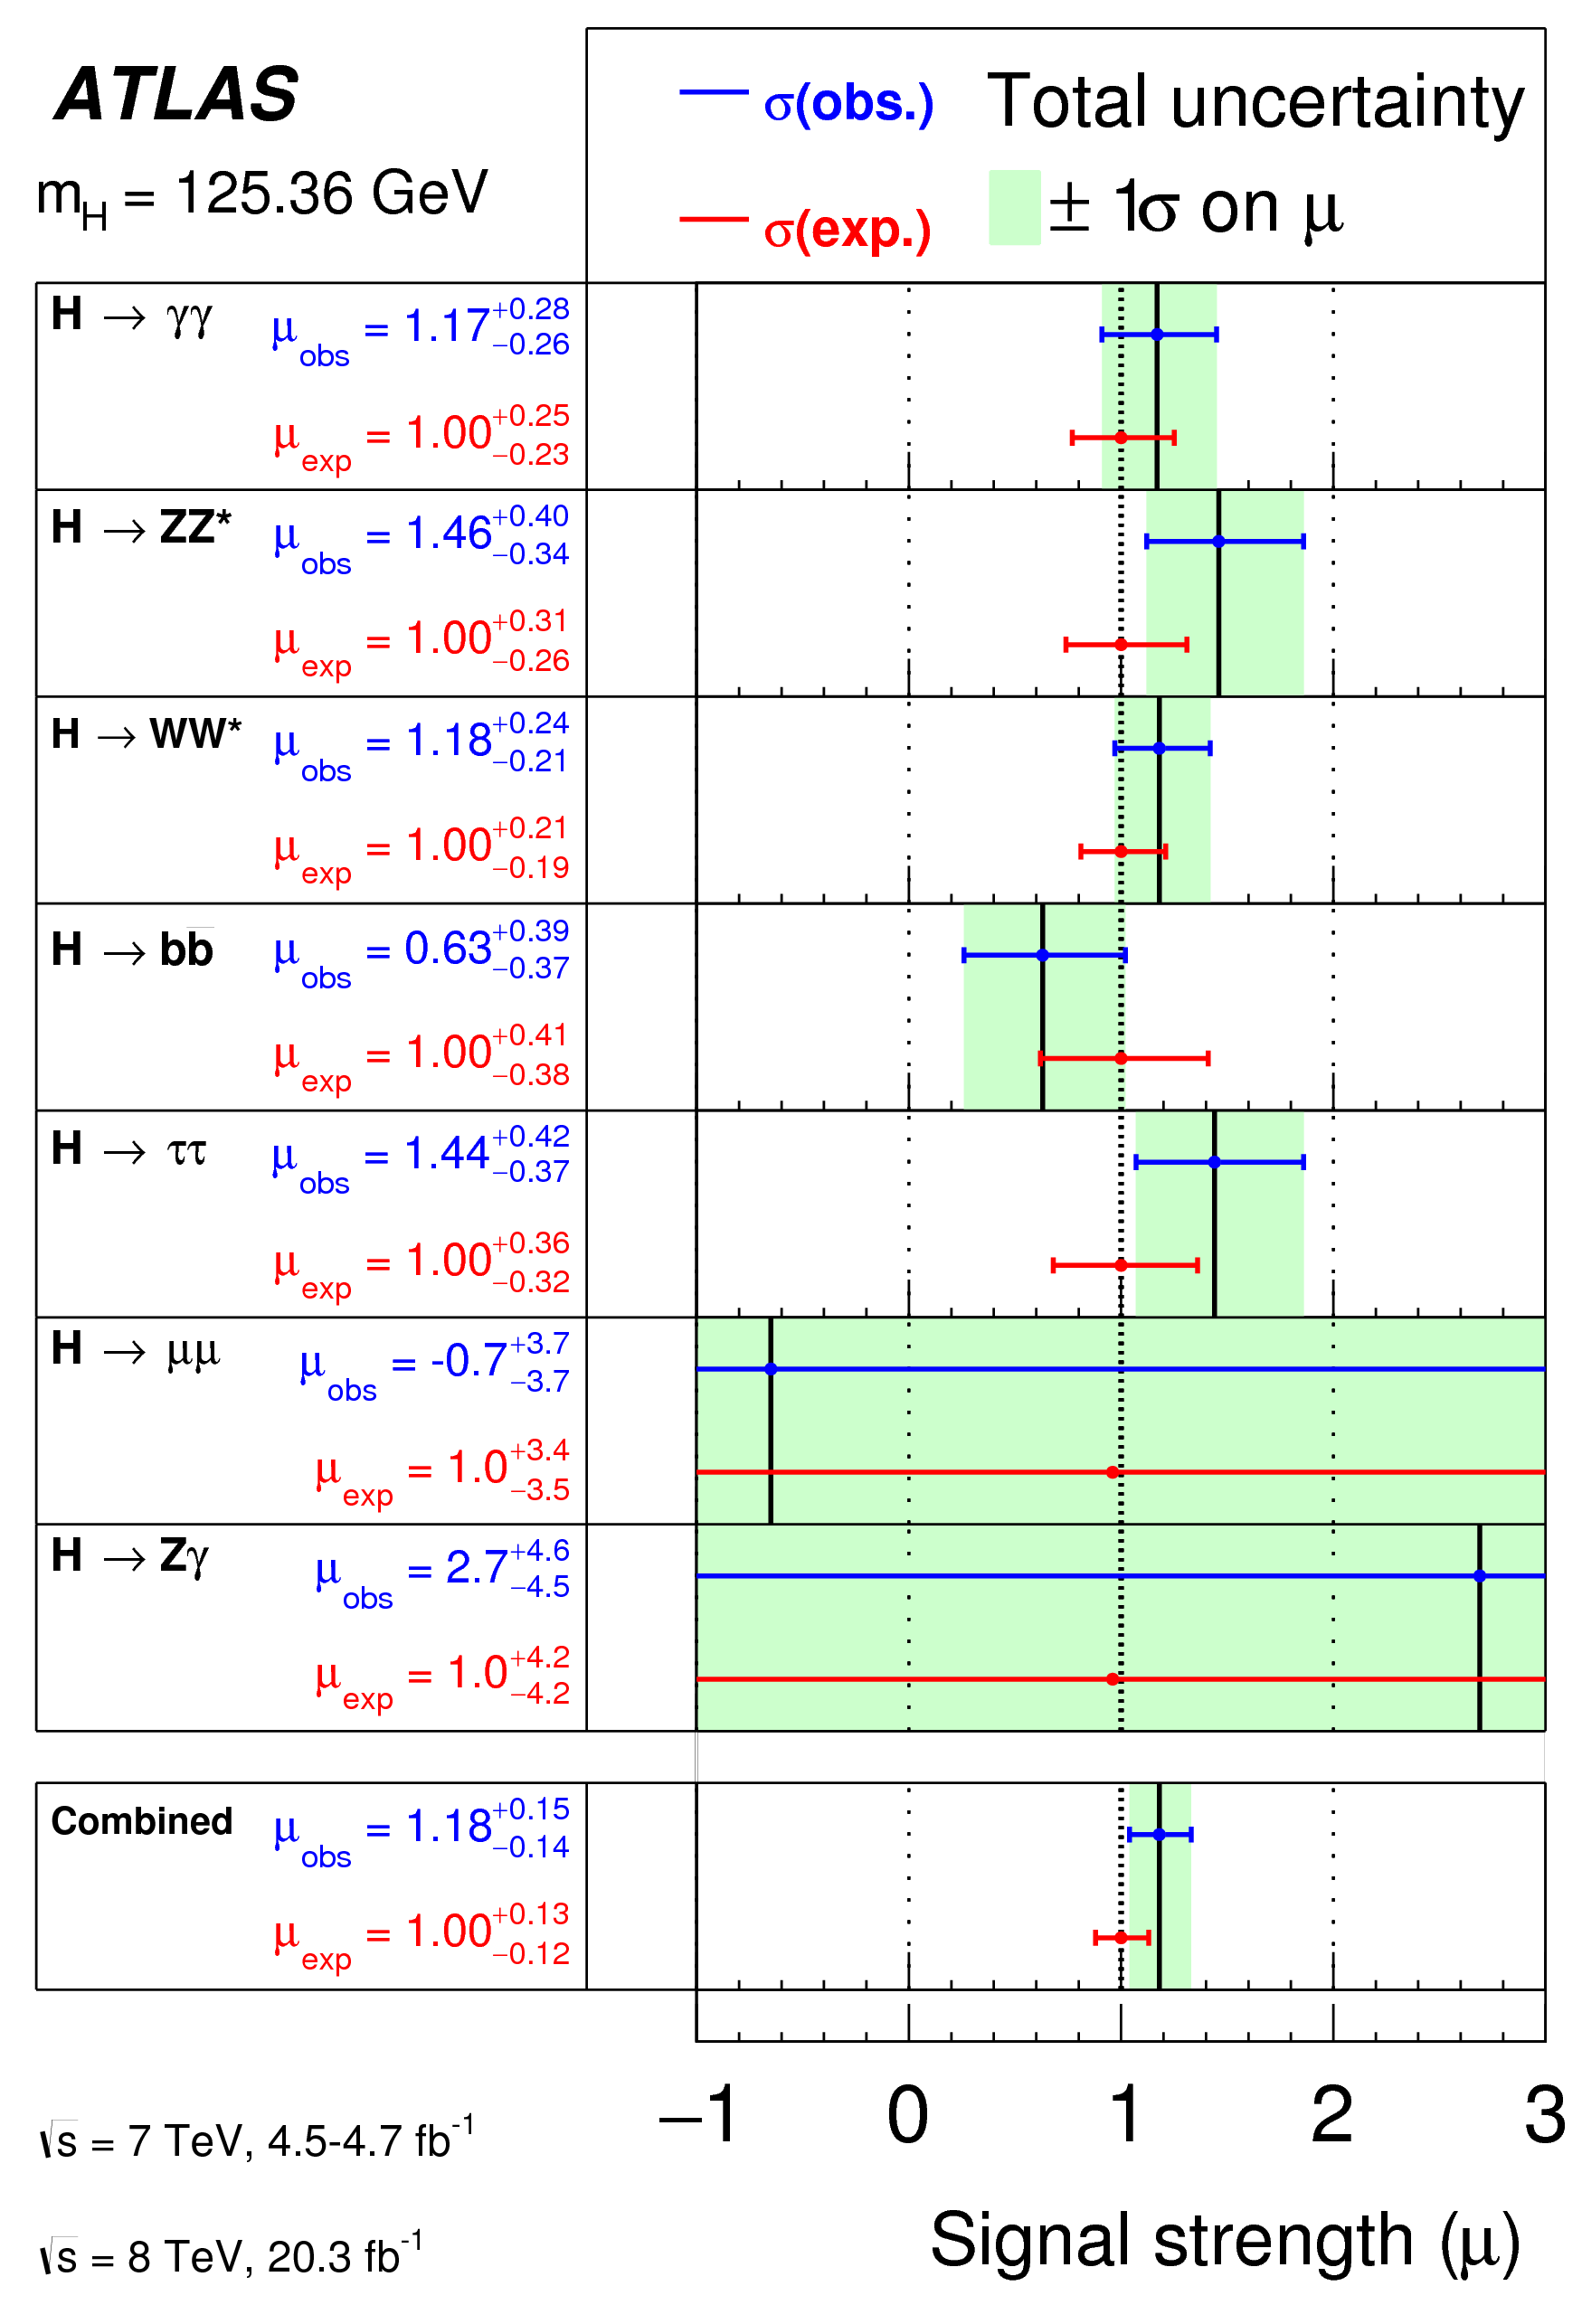 ATLAS
m_H = 125.36 GeV
σ(obs.)
σ(exp.)
Total uncertainty
± 1σ on μ
H → γγ
μ_obs = 1.17 +0.28 −0.26
μ_exp = 1.00 +0.25 −0.23
H → ZZ*
μ_obs = 1.46 +0.40 −0.34
μ_exp = 1.00 +0.31 −0.26
H → WW*
μ_obs = 1.18 +0.24 −0.21
μ_exp = 1.00 +0.21 −0.19
H → bb̅
μ_obs = 0.63 +0.39 −0.37
μ_exp = 1.00 +0.41 −0.38
H → ττ
μ_obs = 1.44 +0.42 −0.37
μ_exp = 1.00 +0.36 −0.32
H → μμ
μ_obs = -0.7 +3.7 −3.7
μ_exp = 1.0 +3.4 −3.5
H → Zγ
μ_obs = 2.7 +4.6 −4.5
μ_exp = 1.0 +4.2 −4.2
Combined
μ_obs = 1.18 +0.15 −0.14
μ_exp = 1.00 +0.13 −0.12
−1 0 1 2 3
√s = 7 TeV, 4.5-4.7 fb⁻¹
√s = 8 TeV, 20.3 fb⁻¹
Signal strength (μ)